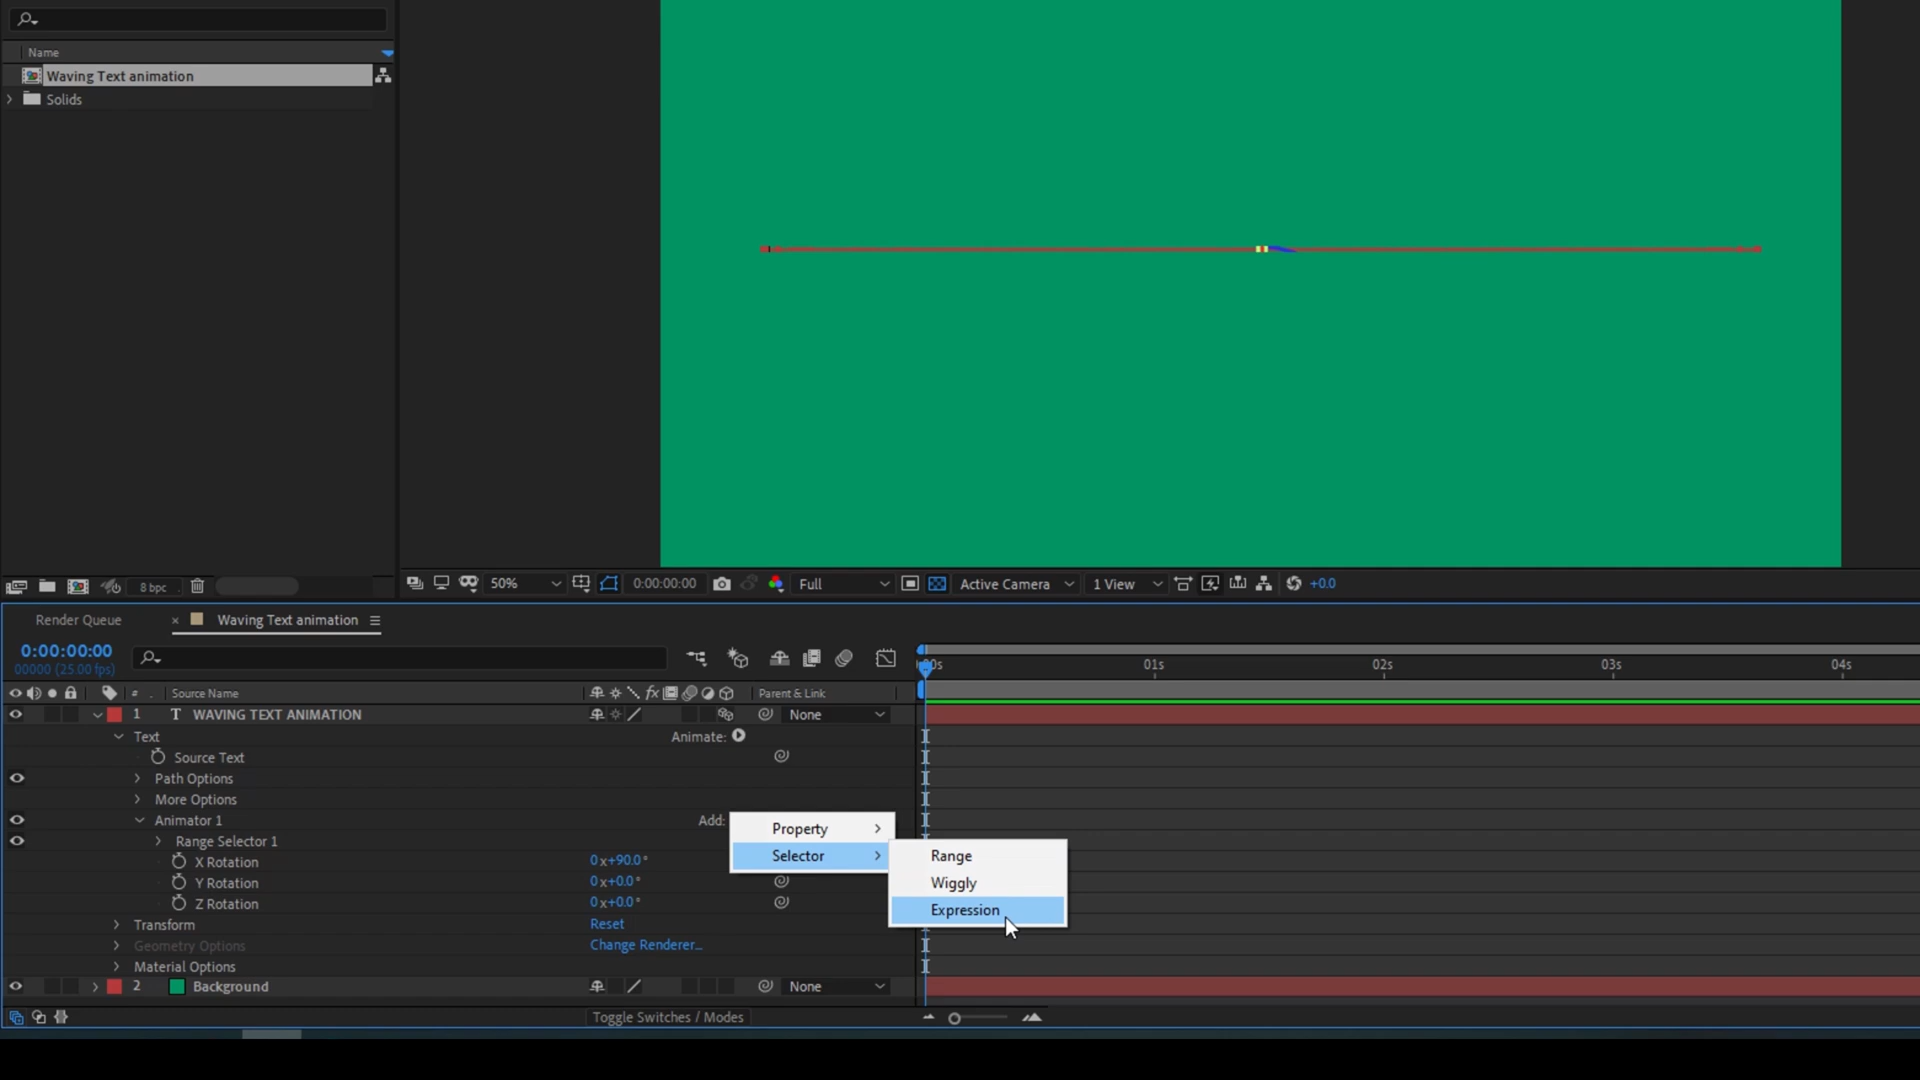 Name
Waving Text animation
Solids
8 bpc
50%
0:00:00:00
Full
Active Camera
1 View
+0.0
Render Queue
× Waving Text animation
0:00:00:00
00000 (25.00 fps)
:00s 01s 02s 03s 04s
# Source Name fx Parent & Link
1 T WAVING TEXT ANIMATION None
Text Animate:
Source Text
Path Options
More Options
Animator 1 Add:
Property
Range Selector 1
Selector
Range
X Rotation 0x+90.0°
Wiggly
Y Rotation 0x+0.0°
Expression
Z Rotation 0x+0.0°
Transform Reset
Geometry Options Change Renderer...
Material Options
2 Background None
Toggle Switches / Modes